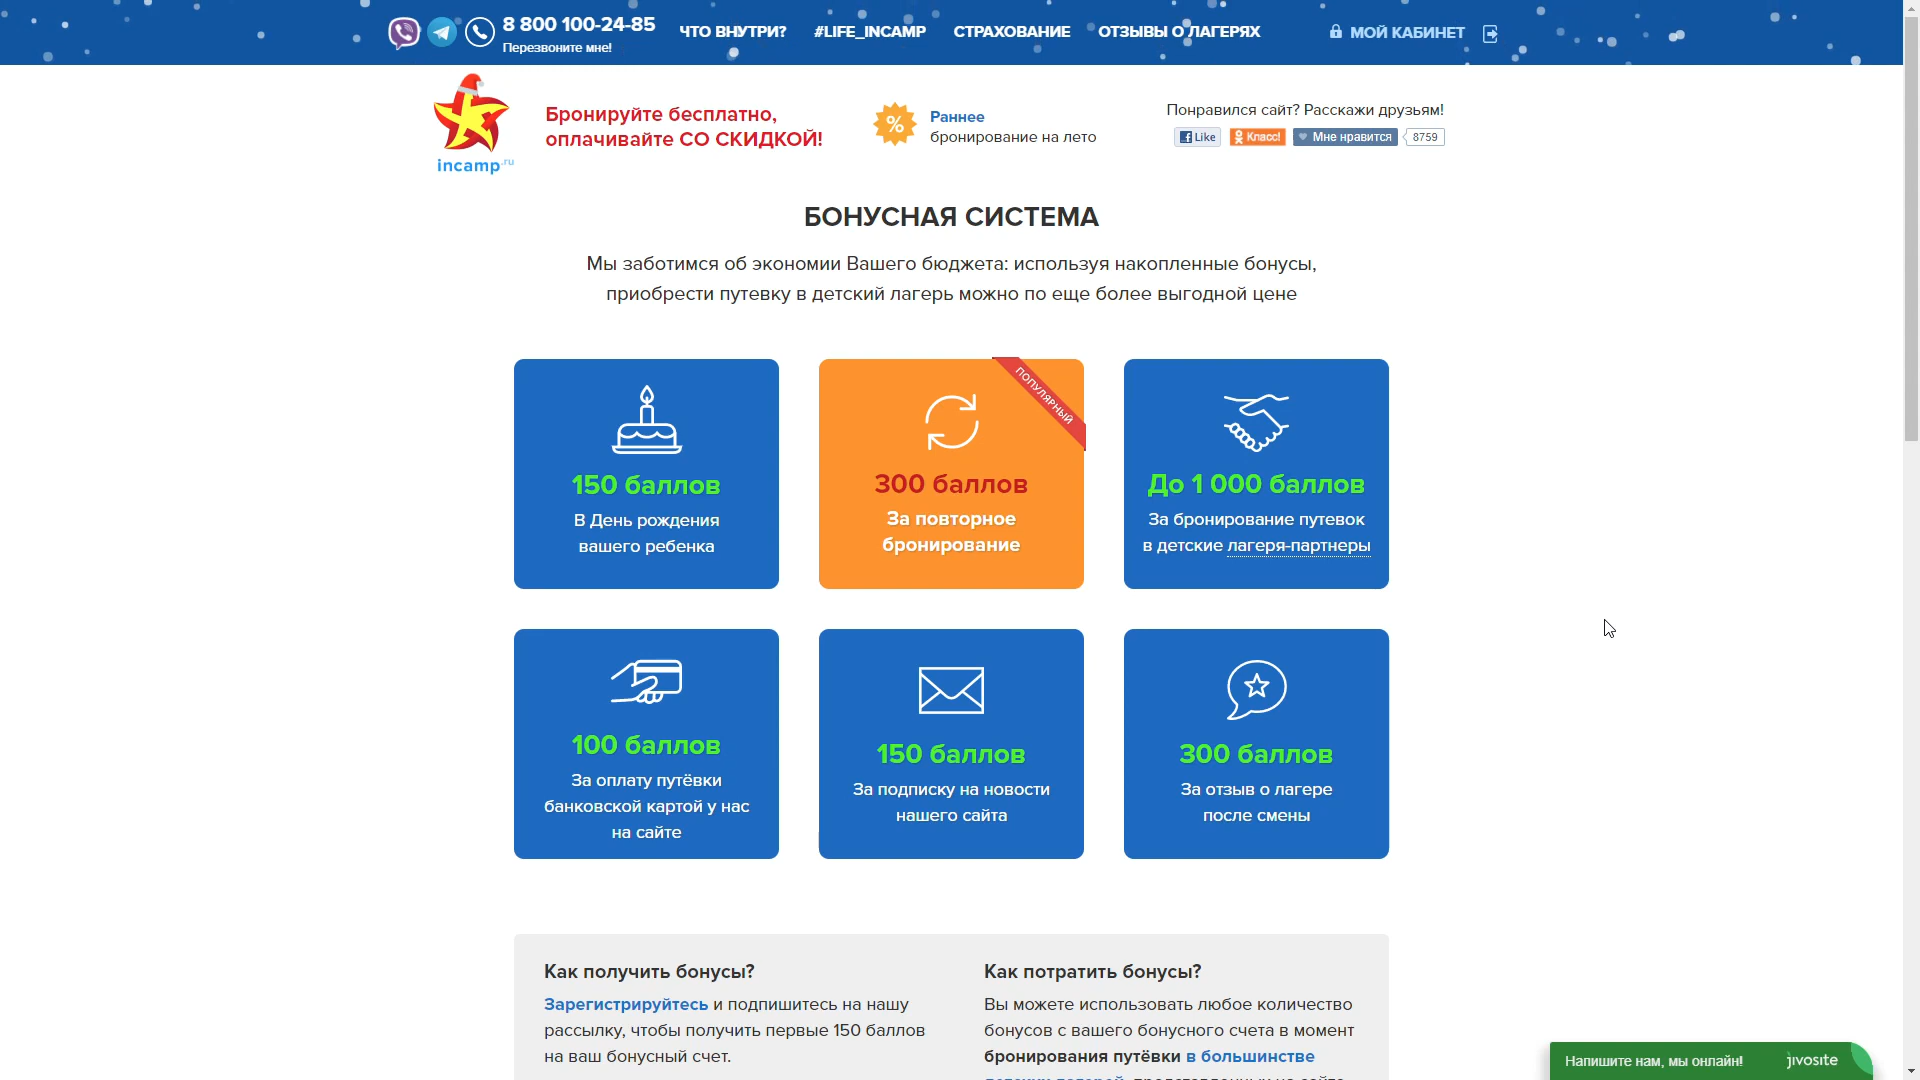 8 800 100-24-85
Перезвоните мне!
ЧТО ВНУТРИ?
#LIFE_INCAMP
СТРАХОВАНИЕ
ОТЗЫВЫ О ЛАГЕРЯХ
МОЙ КАБИНЕТ
incamp.ru
Бронируйте бесплатно,
оплачивайте СО СКИДКОЙ!
%
Раннее
бронирование на лето
Понравился сайт? Расскажи друзьям!
Like
Класс!
Мне нравится
8759
БОНУСНАЯ СИСТЕМА
Мы заботимся об экономии Вашего бюджета: используя накопленные бонусы,
приобрести путевку в детский лагерь можно по еще более выгодной цене
150 баллов
В День рождения
вашего ребенка
ПОПУЛЯРНЫЙ
300 баллов
За повторное
бронирование
До 1 000 баллов
За бронирование путевок
в детские лагеря-партнеры
100 баллов
За оплату путёвки
банковской картой у нас
на сайте
150 баллов
За подписку на новости
нашего сайта
300 баллов
За отзыв о лагере
после смены
Как получить бонусы?
Зарегистрируйтесь и подпишитесь на нашу
рассылку, чтобы получить первые 150 баллов
на ваш бонусный счет.
Как потратить бонусы?
Вы можете использовать любое количество
бонусов с вашего бонусного счета в момент
бронирования путёвки в большинстве
детских лагерей, представленных на сайте
Напишите нам, мы онлайн!
jivosite